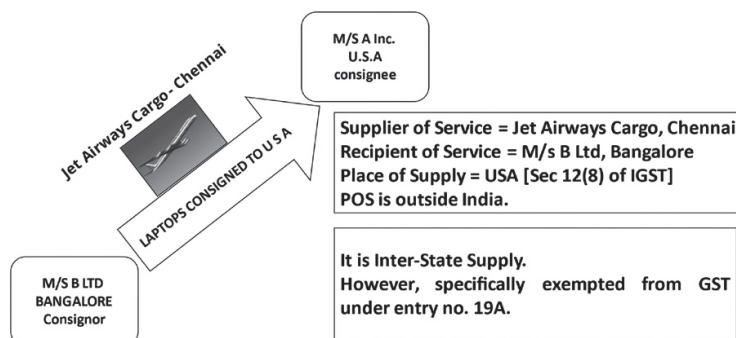 M/S A Inc.
U.S.A
consignee
Jet Airways Cargo- Chennai
LAPTOPS CONSIGNED TO U S A
Supplier of Service = Jet Airways Cargo, Chennai
Recipient of Service = M/s B Ltd, Bangalore
Place of Supply = USA [Sec 12(8) of IGST]
POS is outside India.
M/S B LTD
BANGALORE
Consignor
It is Inter-State Supply.
However, specifically exempted from GST
under entry no. 19A.